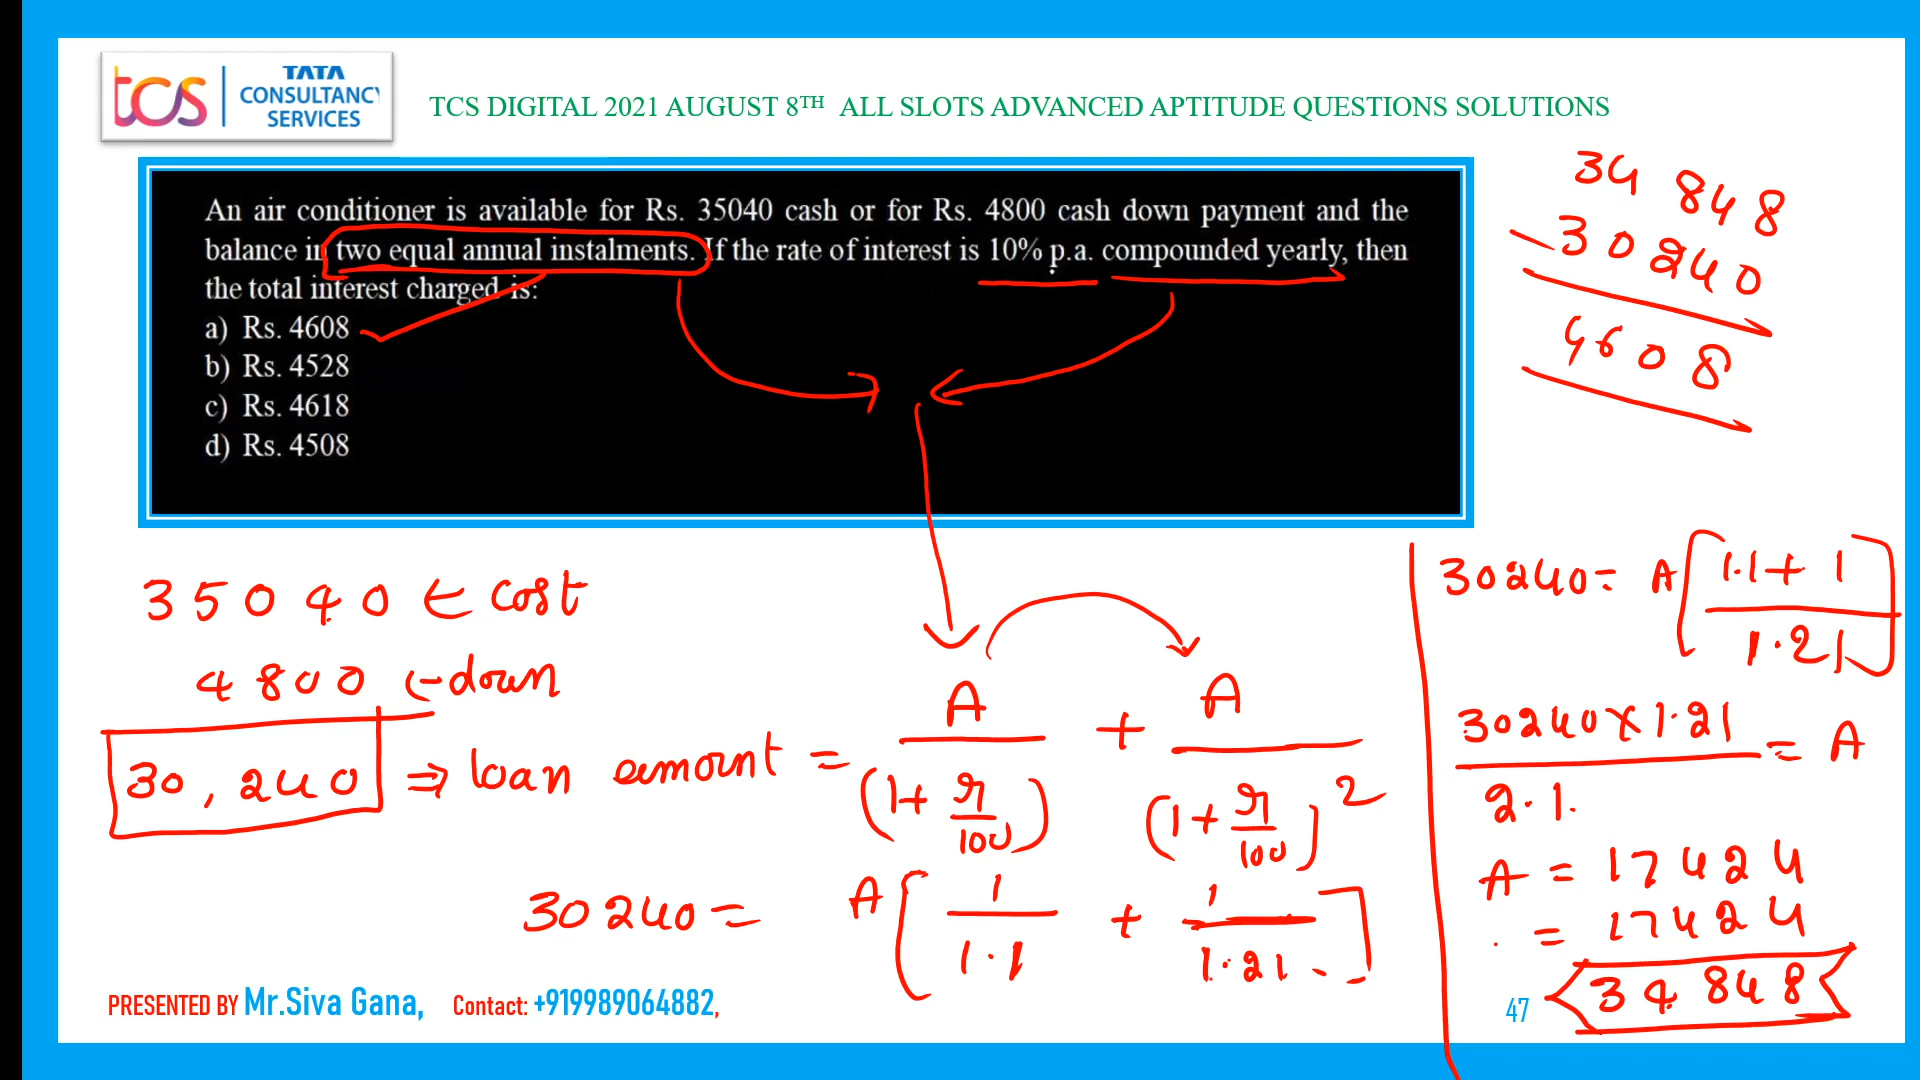 tcs TATA
CONSULTANCY
SERVICES
TCS DIGITAL 2021 AUGUST 8TH ALL SLOTS ADVANCED APTITUDE QUESTIONS SOLUTIONS
An air conditioner is available for Rs. 35040 cash or for Rs. 4800 cash down payment and the
balance in two equal annual instalments. If the rate of interest is 10% p.a. compounded yearly, then
the total interest charged is:
a) Rs. 4608
b) Rs. 4528
c) Rs. 4618
d) Rs. 4508
34 848
-30240
4608
35040 ← cost
4800 ← down
30,240 ⇒ loan amount = A/(1+r/100) + A/(1+r/100)^2
30240 = A[1/1.1 + 1/1.21]
30240 = A[(1.1+1)/1.21]
30240×1.21/2.1 = A
A = 17424
= 17424
34848
PRESENTED BY Mr.Siva Gana, Contact: +919989064882,
47